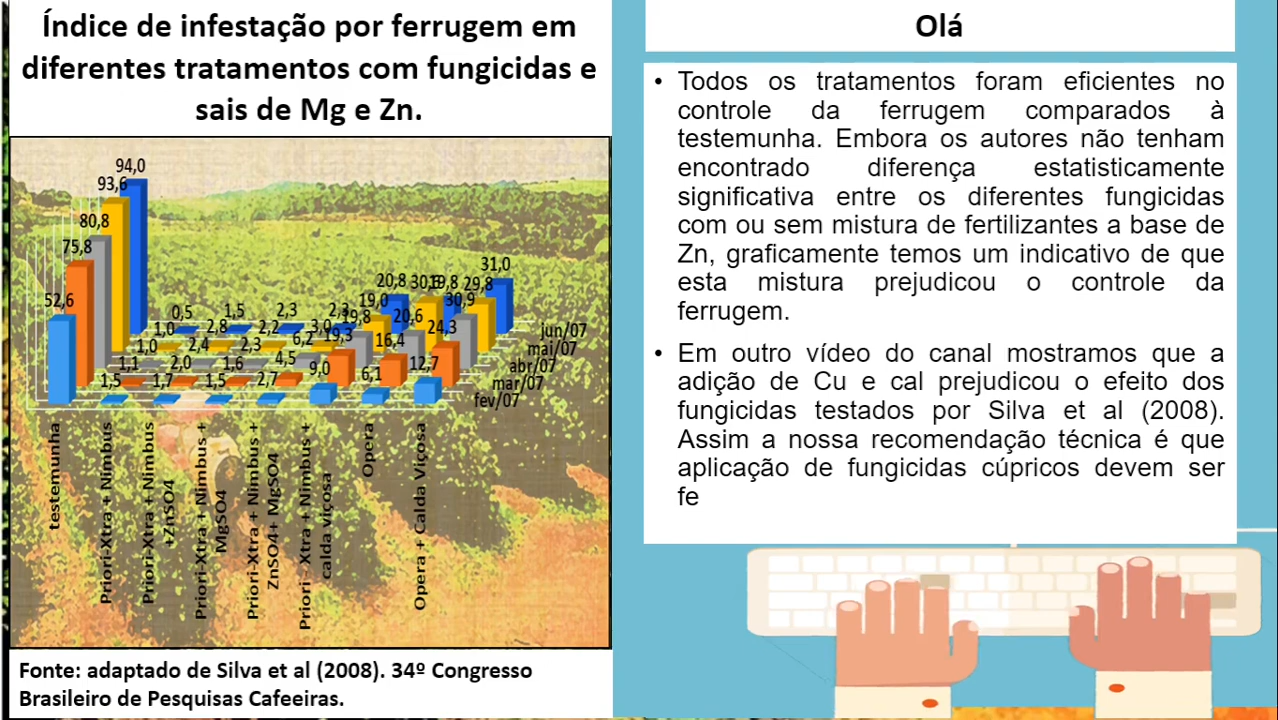 Índice de infestação por ferrugem em
diferentes tratamentos com fungicidas e
sais de Mg e Zn.
94,0
93,6
80,8
75,8
52,6
0,5
1,5
2,3
2,3
20,8
19,8
31,0
1,0
2,8
2,2
3,0
19,0
29,8
1,0
2,4
2,3
6,2
19,8
20,6
30,9
1,1
2,0
1,6
4,5
19,3
16,4
24,3
1,5
1,7
1,5
2,7
9,0
6,1
12,7
jun/07
mai/07
abr/07
mar/07
fev/07
testemunha
Priori-Xtra + Nimbus
Priori-Xtra + Nimbus
+ZnSO4
Priori-Xtra + Nimbus +
MgSO4
Priori-Xtra + Nimbus +
ZnSO4+ MgSO4
Priori - Xtra + Nimbus +
calda viçosa
Opera
Opera + Calda Viçosa
Fonte: adaptado de Silva et al (2008). 34º Congresso
Brasileiro de Pesquisas Cafeeiras.
Olá
• Todos os tratamentos foram eficientes no
controle da ferrugem comparados à
testemunha. Embora os autores não tenham
encontrado diferença estatisticamente
significativa entre os diferentes fungicidas
com ou sem mistura de fertilizantes a base de
Zn, graficamente temos um indicativo de que
esta mistura prejudicou o controle da
ferrugem.
• Em outro vídeo do canal mostramos que a
adição de Cu e cal prejudicou o efeito dos
fungicidas testados por Silva et al (2008).
Assim a nossa recomendação técnica é que
aplicação de fungicidas cúpricos devem ser
fe